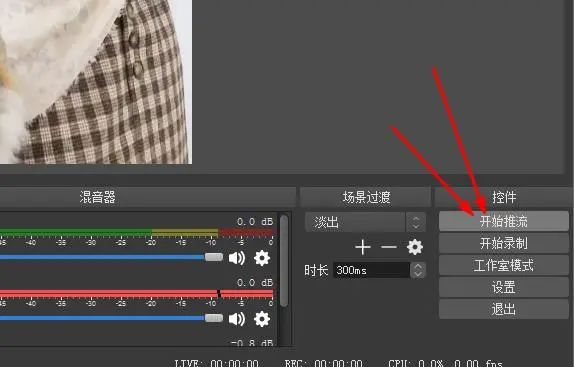 混音器
场景过渡
控件
0.0 dB
淡出
开始推流
-45 -40 -35 -30 -25 -20 -15 -10 -5 0
开始录制
工作室模式
0.0 dB
时长 300ms
设置
-45 -40 -35 -30 -25 -20 -15 -10 -5 0
退出
-0.8 dB
LIVE: 00:00:00 REC: 00:00:00 CPU: 0.0%, 0.00 fps